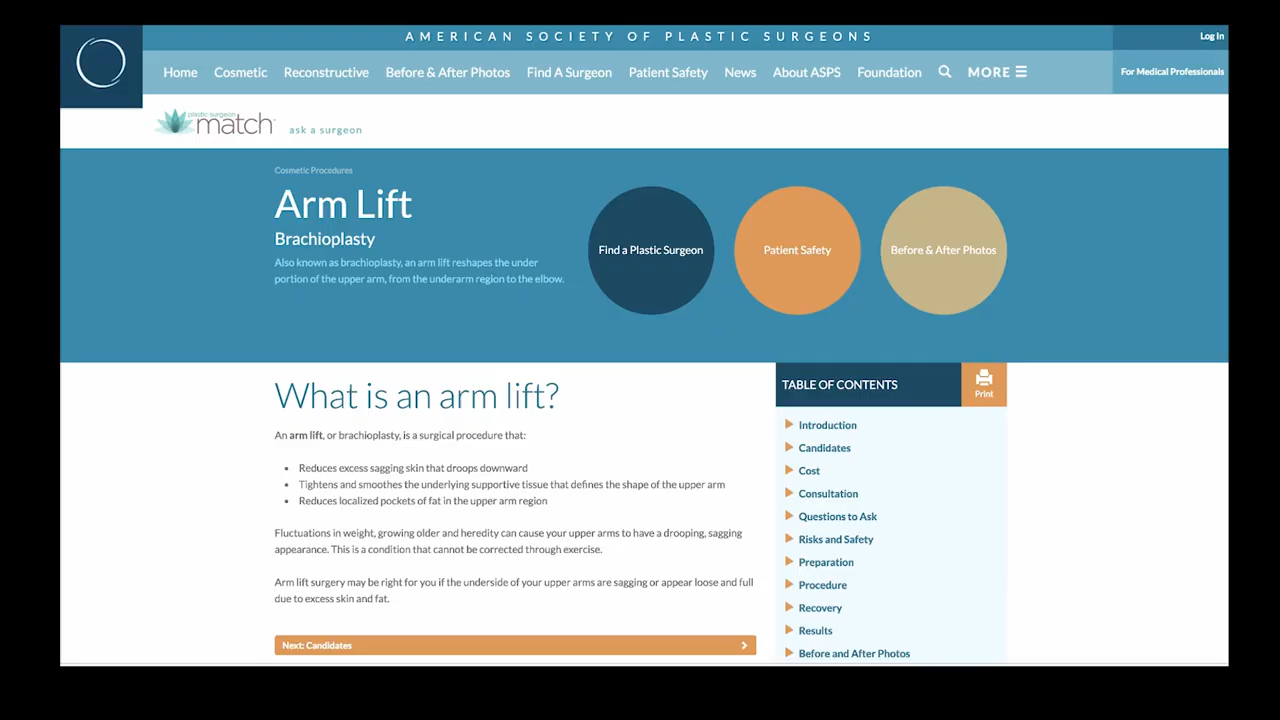 AMERICAN SOCIETY OF PLASTIC SURGEONS
Log In
Home Cosmetic Reconstructive Before & After Photos Find A Surgeon Patient Safety News About ASPS Foundation MORE
For Medical Professionals
plastic surgeon
match
ask a surgeon
Cosmetic Procedures
Arm Lift
Brachioplasty
Also known as brachioplasty, an arm lift reshapes the under
portion of the upper arm, from the underarm region to the elbow.
Find a Plastic Surgeon
Patient Safety
Before & After Photos
What is an arm lift?
An arm lift, or brachioplasty, is a surgical procedure that:
• Reduces excess sagging skin that droops downward
• Tightens and smoothes the underlying supportive tissue that defines the shape of the upper arm
• Reduces localized pockets of fat in the upper arm region
Fluctuations in weight, growing older and heredity can cause your upper arms to have a drooping, sagging
appearance. This is a condition that cannot be corrected through exercise.
Arm lift surgery may be right for you if the underside of your upper arms are sagging or appear loose and full
due to excess skin and fat.
Next: Candidates
TABLE OF CONTENTS
Print
Introduction
Candidates
Cost
Consultation
Questions to Ask
Risks and Safety
Preparation
Procedure
Recovery
Results
Before and After Photos